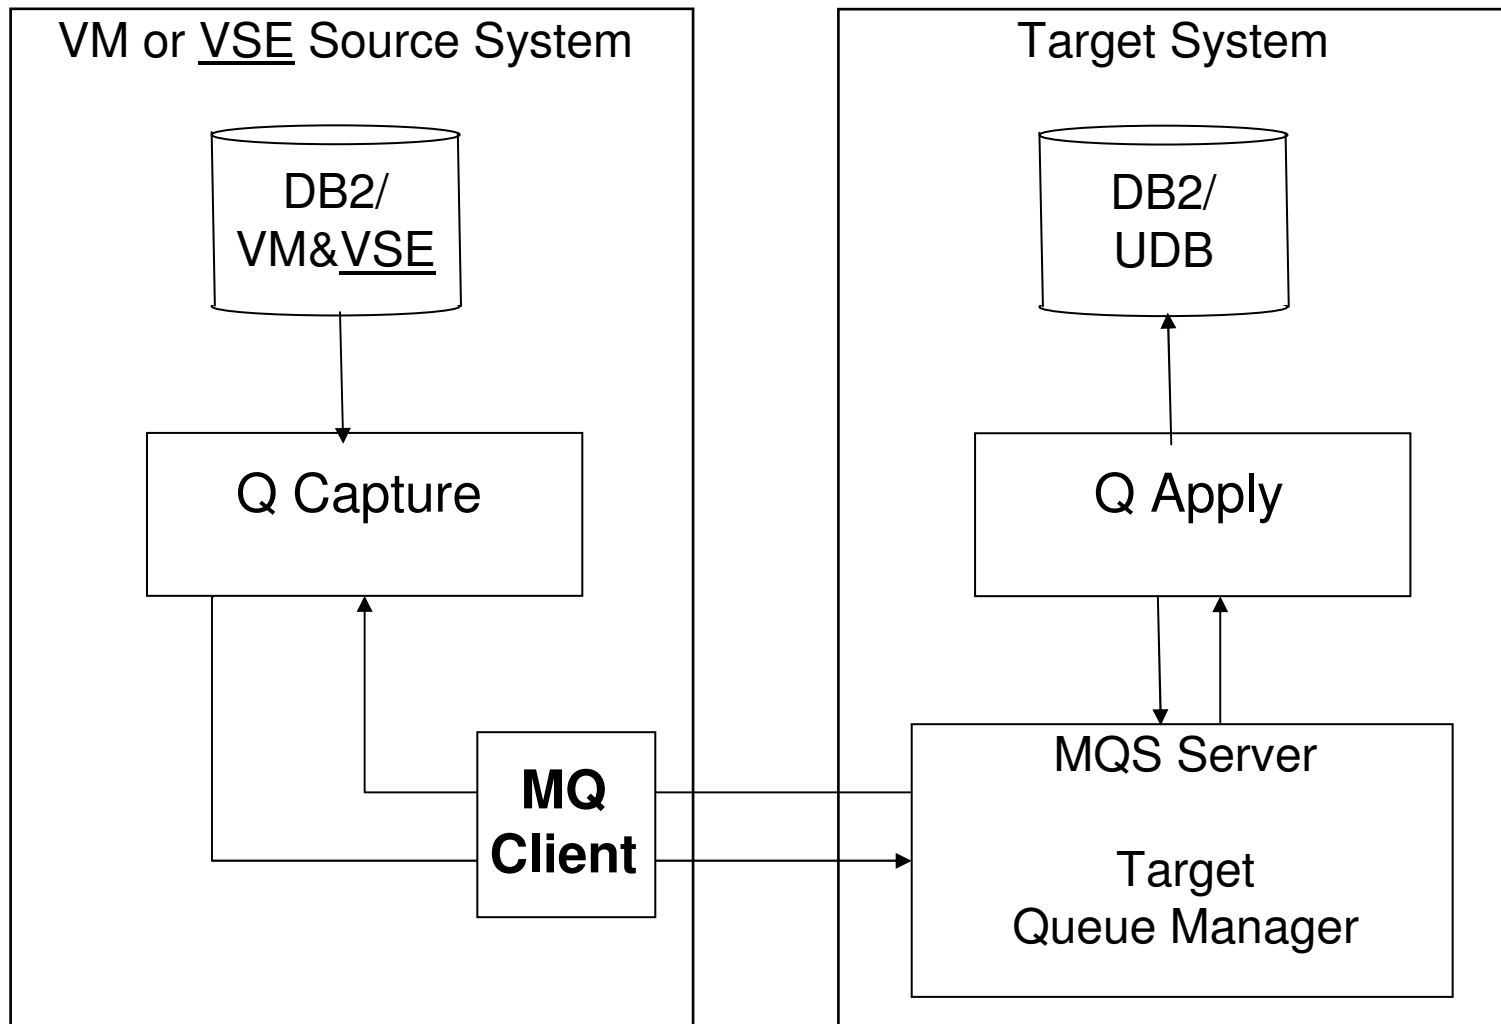 VM or VSE Source System
DB2/
VM&VSE
Q Capture
MQ
Client
Target System
DB2/
UDB
Q Apply
MQS Server
Target
Queue Manager